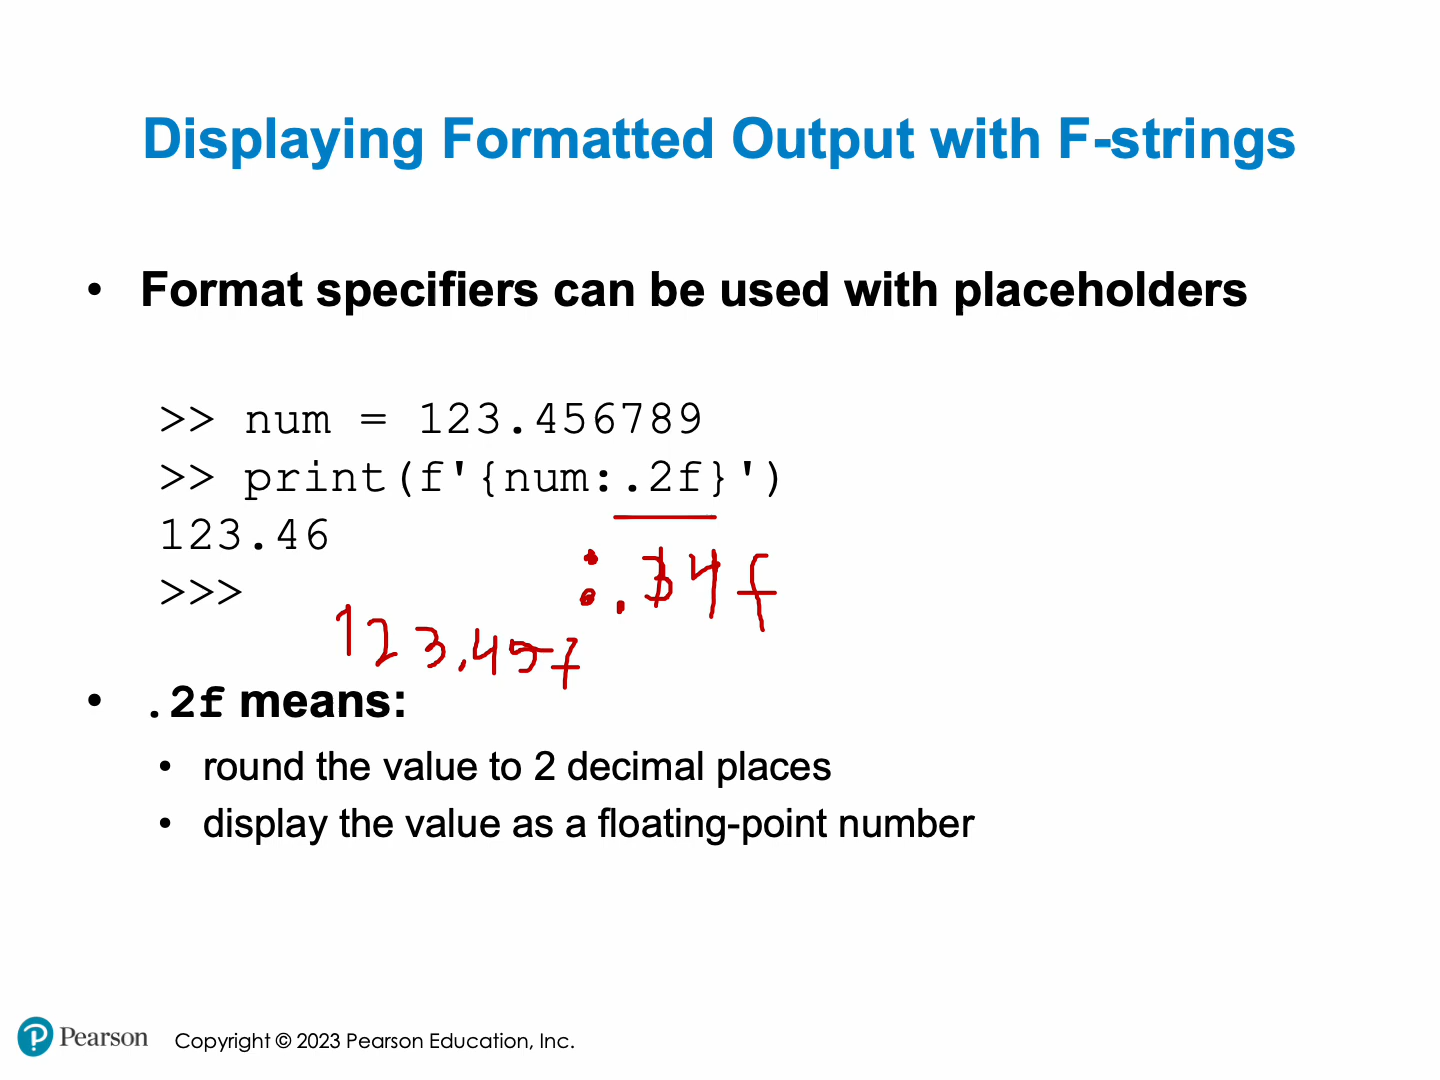 Displaying Formatted Output with F-strings
• Format specifiers can be used with placeholders
>> num = 123.456789
>> print(f'{num:.2f}')
123.46
>>>
:. 4f
123.457
• .2f means:
• round the value to 2 decimal places
• display the value as a floating-point number
Pearson
Copyright © 2023 Pearson Education, Inc.